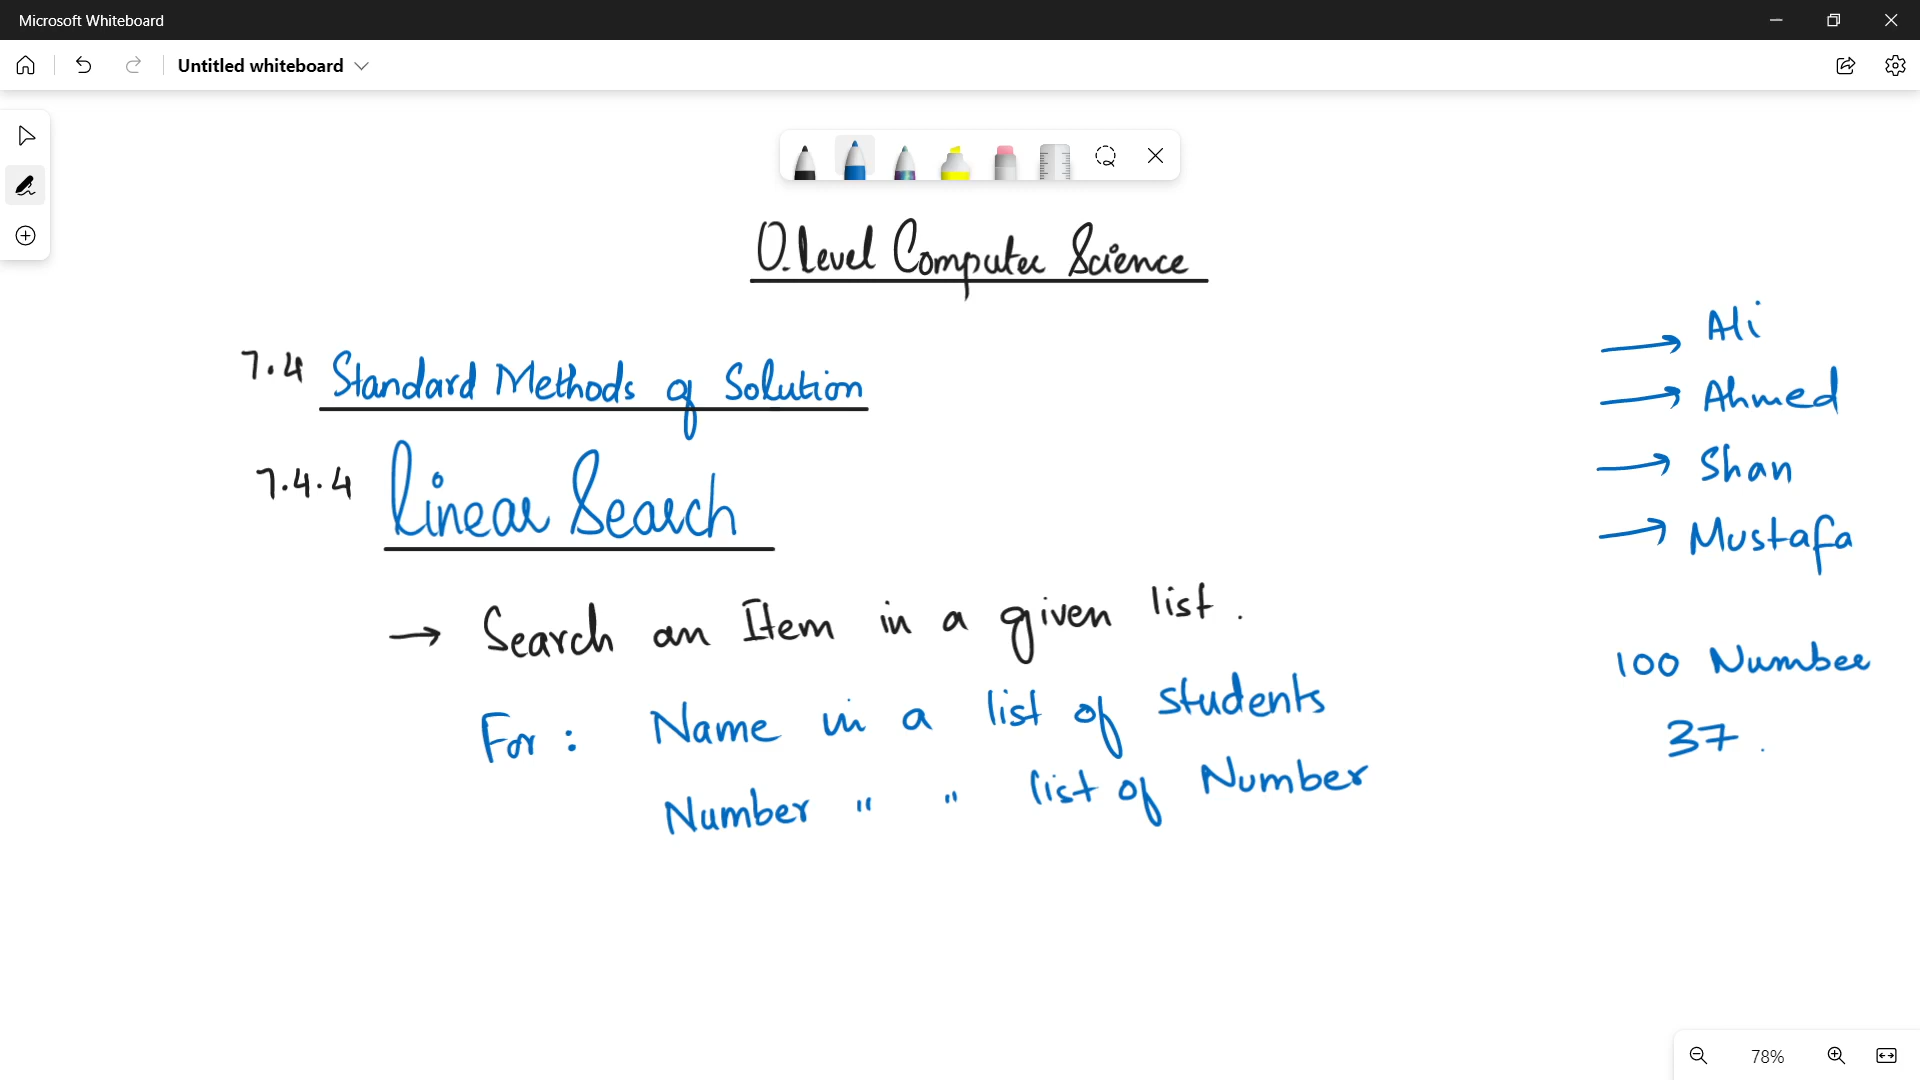 Microsoft Whiteboard
Untitled whiteboard
O.Level Computer Science
7.4 Standard Methods of Solution
7.4.4 Linear Search
→ Search an Item in a given list.
For: Name in a list of students
Number " " list of Number
→ Ali
→ Ahmed
→ Shan
→ Mustafa
100 Number
37.
78%